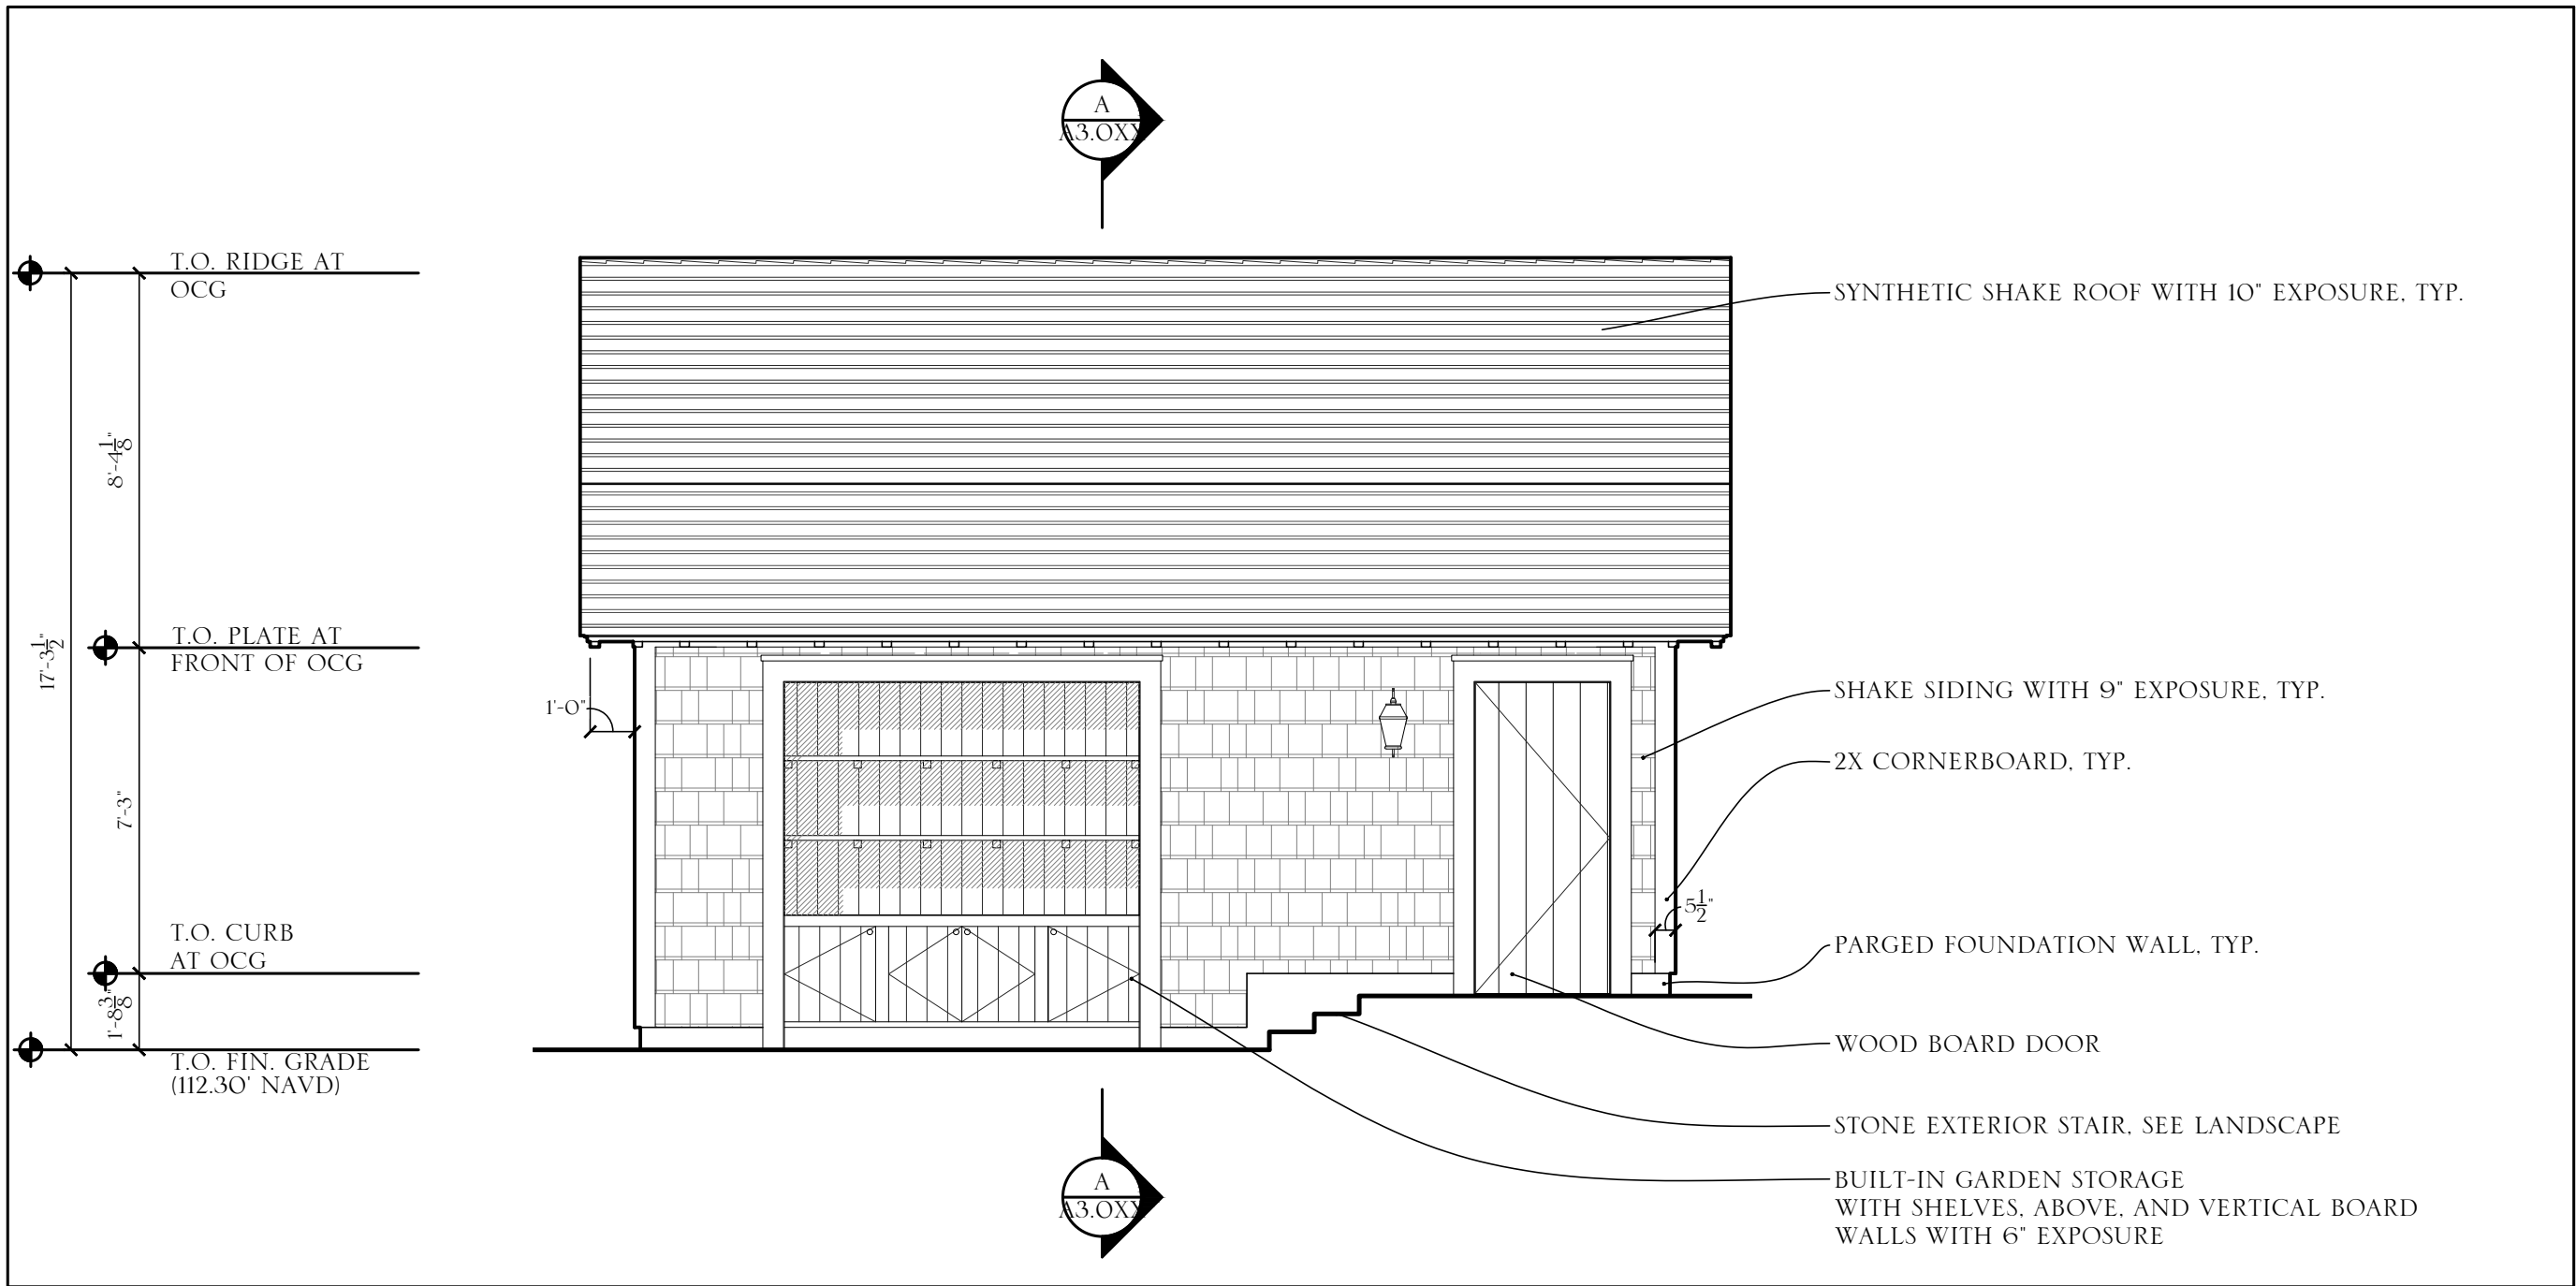 A
A3.0XX
T.O. RIDGE AT
OCG
SYNTHETIC SHAKE ROOF WITH 10" EXPOSURE, TYP.
8'-4 1/8"
17'-3 1/2"
T.O. PLATE AT
FRONT OF OCG
1'-0"
SHAKE SIDING WITH 9" EXPOSURE, TYP.
2X CORNERBOARD, TYP.
7'-3"
5 1/2"
T.O. CURB
AT OCG
PARGED FOUNDATION WALL, TYP.
1'-8 3/8"
WOOD BOARD DOOR
T.O. FIN. GRADE
(112.30' NAVD)
STONE EXTERIOR STAIR, SEE LANDSCAPE
A
A3.0XX
BUILT-IN GARDEN STORAGE
WITH SHELVES, ABOVE, AND VERTICAL BOARD
WALLS WITH 6" EXPOSURE